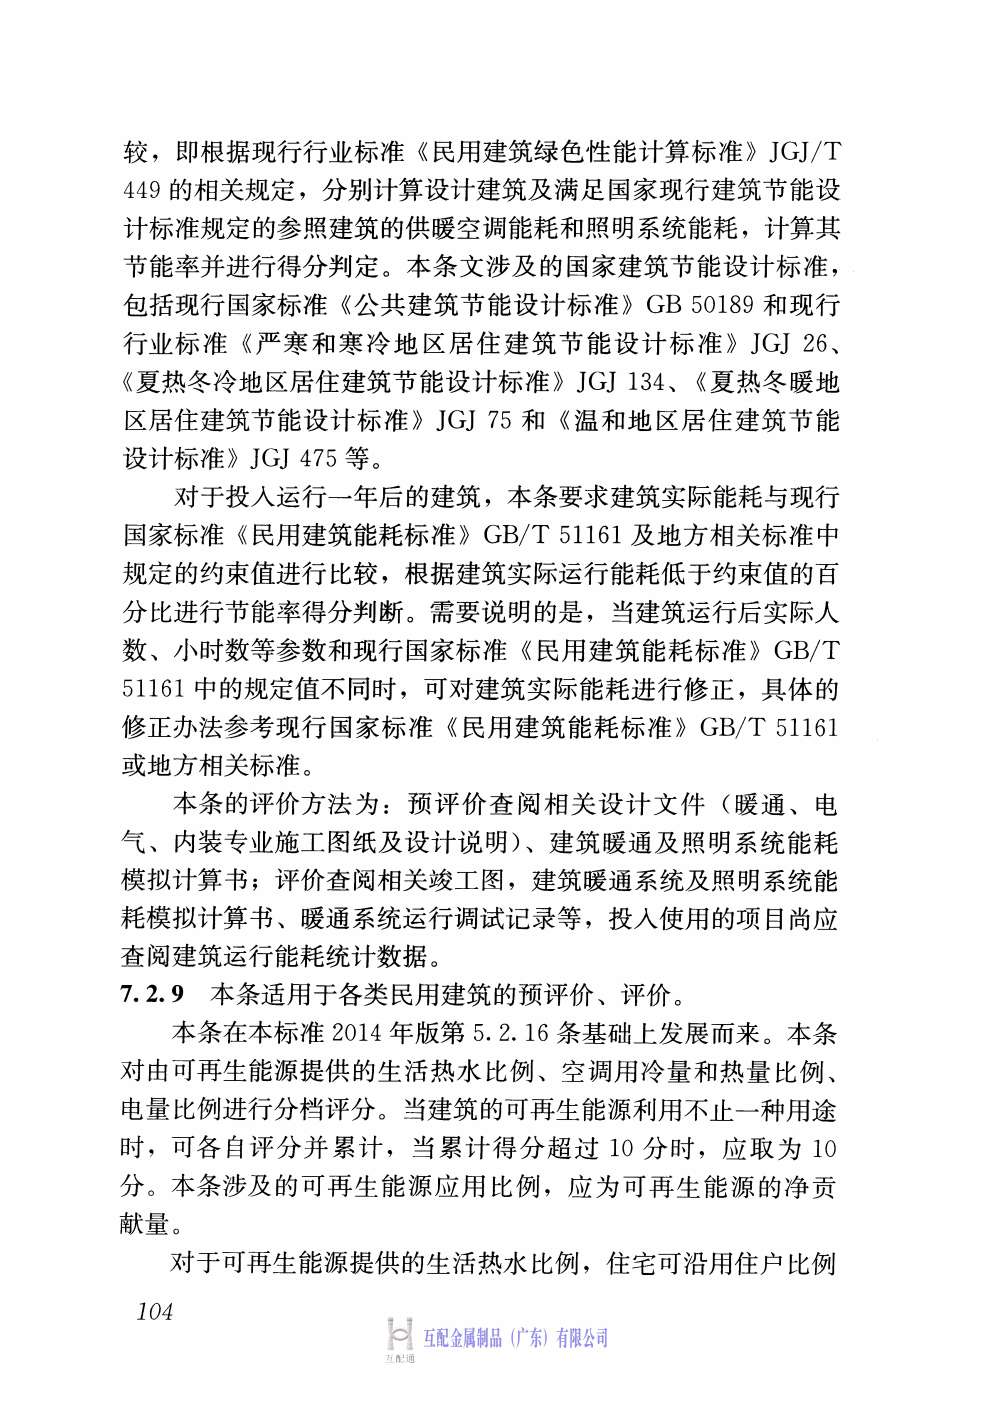 较，即根据现行行业标准《民用建筑绿色性能计算标准》JGJ/T
449 的相关规定，分别计算设计建筑及满足国家现行建筑节能设
计标准规定的参照建筑的供暖空调能耗和照明系统能耗，计算其
节能率并进行得分判定。本条文涉及的国家建筑节能设计标准，
包括现行国家标准《公共建筑节能设计标准》GB 50189 和现行
行业标准《严寒和寒冷地区居住建筑节能设计标准》JGJ 26、
《夏热冬冷地区居住建筑节能设计标准》JGJ 134、《夏热冬暖地
区居住建筑节能设计标准》JGJ 75 和《温和地区居住建筑节能
设计标准》JGJ 475 等。
对于投入运行一年后的建筑，本条要求建筑实际能耗与现行
国家标准《民用建筑能耗标准》GB/T 51161 及地方相关标准中
规定的约束值进行比较，根据建筑实际运行能耗低于约束值的百
分比进行节能率得分判断。需要说明的是，当建筑运行后实际人
数、小时数等参数和现行国家标准《民用建筑能耗标准》GB/T
51161 中的规定值不同时，可对建筑实际能耗进行修正，具体的
修正办法参考现行国家标准《民用建筑能耗标准》GB/T 51161
或地方相关标准。
本条的评价方法为：预评价查阅相关设计文件（暖通、电
气、内装专业施工图纸及设计说明）、建筑暖通及照明系统能耗
模拟计算书；评价查阅相关竣工图，建筑暖通系统及照明系统能
耗模拟计算书、暖通系统运行调试记录等，投入使用的项目尚应
查阅建筑运行能耗统计数据。
7.2.9 本条适用于各类民用建筑的预评价、评价。
本条在本标准 2014 年版第 5.2.16 条基础上发展而来。本条
对由可再生能源提供的生活热水比例、空调用冷量和热量比例、
电量比例进行分档评分。当建筑的可再生能源利用不止一种用途
时，可各自评分并累计，当累计得分超过 10 分时，应取为 10
分。本条涉及的可再生能源应用比例，应为可再生能源的净贡
献量。
对于可再生能源提供的生活热水比例，住宅可沿用住户比例
104
互配通
互配金属制品（广东）有限公司